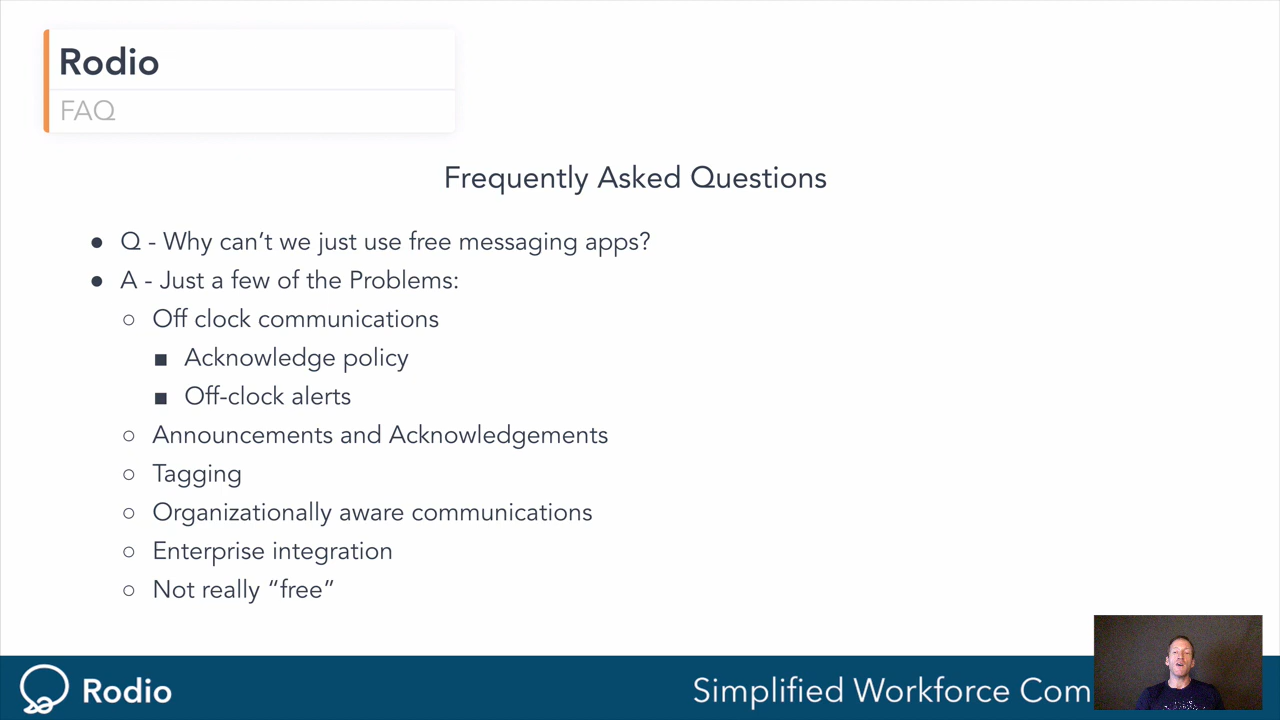 Rodio
FAQ
Frequently Asked Questions
● Q - Why can’t we just use free messaging apps?
● A - Just a few of the Problems:
○ Off clock communications
■ Acknowledge policy
■ Off-clock alerts
○ Announcements and Acknowledgements
○ Tagging
○ Organizationally aware communications
○ Enterprise integration
○ Not really “free”
Rodio
Simplified Workforce Com